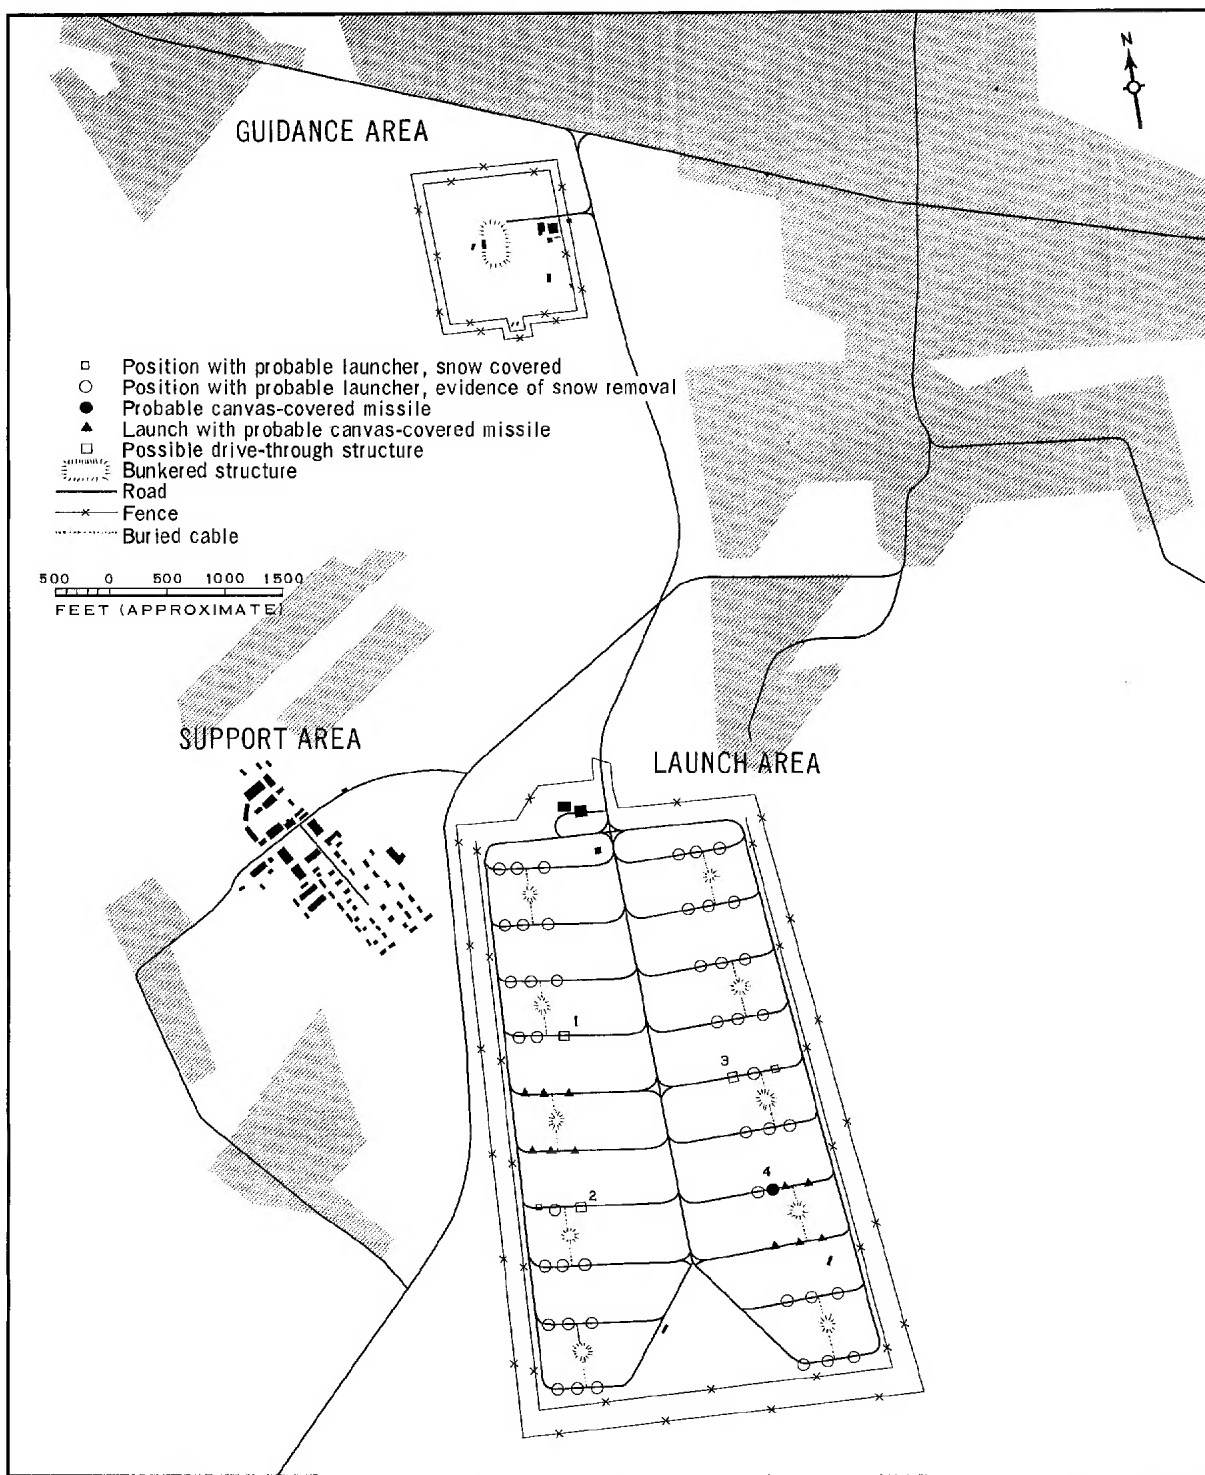 N
GUIDANCE AREA
Position with probable launcher, snow covered
Position with probable launcher, evidence of snow removal
Probable canvas-covered missile
Launch with probable canvas-covered missile
Possible drive-through structure
Bunkered structure
Road
Fence
Buried cable
500 0 500 1000 1500
FEET (APPROXIMATE)
SUPPORT AREA
LAUNCH AREA
1
3
4
2